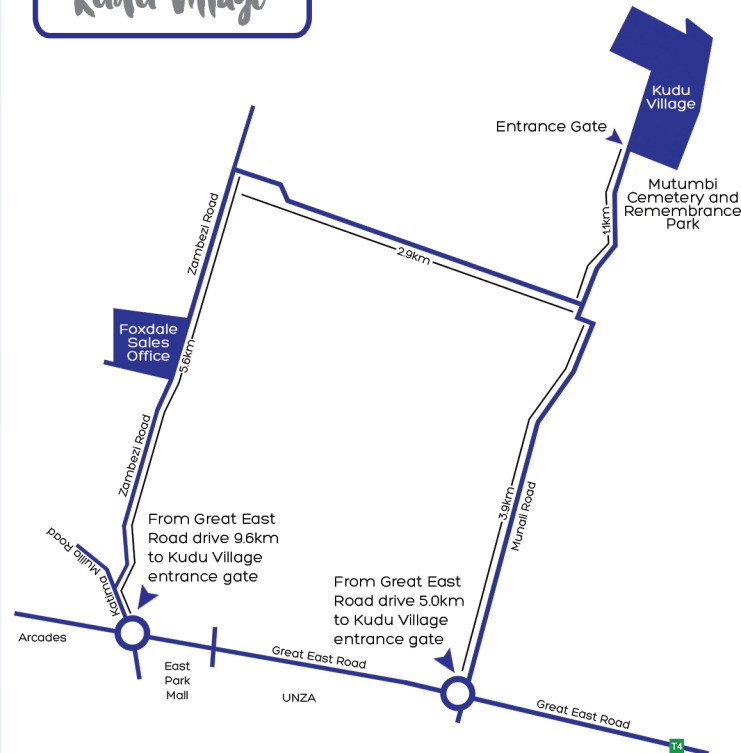 Kudu Village
Kudu
Village
Entrance Gate
Mutumbi
Cemetery and
Remembrance
Park
1.1km
Zambezi Road
2.9km
Foxdale
Sales
Office
5.6km
Zambezi Road
3.9km
Munali Road
From Great East
Road drive 9.6km
to Kudu Village
entrance gate
Katima Mulilo Road
From Great East
Road drive 5.0km
to Kudu Village
entrance gate
Arcades
East
Park
Mall
Great East Road
UNZA
Great East Road
T4